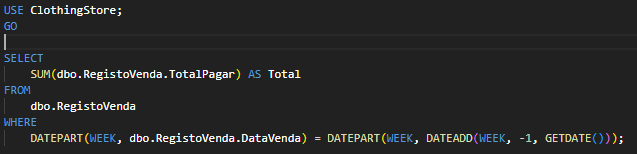 USE ClothingStore;
GO
SELECT
SUM(dbo.RegistoVenda.TotalPagar) AS Total
FROM
dbo.RegistoVenda
WHERE
DATEPART(WEEK, dbo.RegistoVenda.DataVenda) = DATEPART(WEEK, DATEADD(WEEK, -1, GETDATE()));